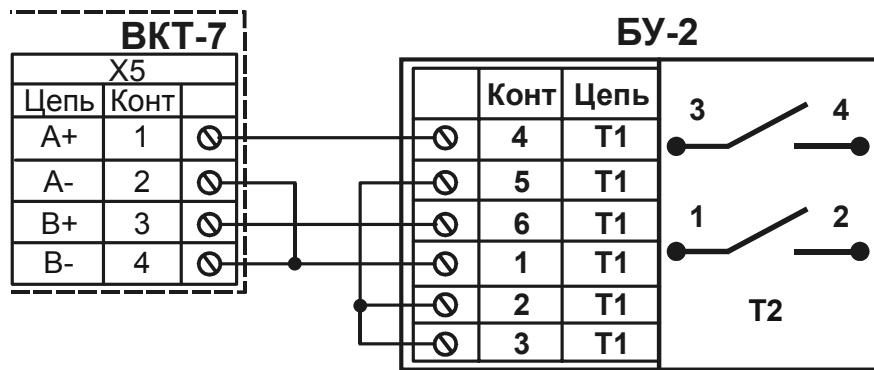 ВКТ-7
X5
Цепь Конт
A+ 1
A- 2
B+ 3
B- 4
БУ-2
Конт Цепь
4 T1
5 T1
6 T1
1 T1
2 T1
3 T1
3 4
1 2
T2